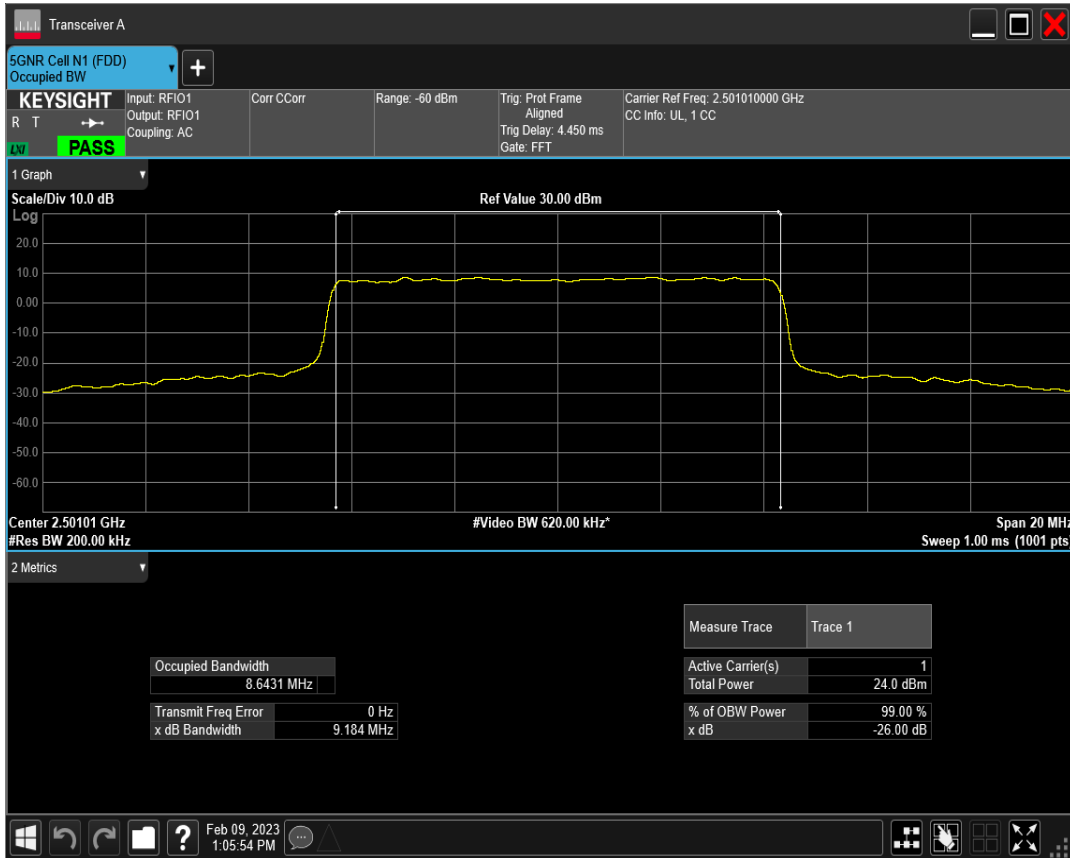 Transceiver A
5GNR Cell N1 (FDD)
Occupied BW
+
KEYSIGHT
R T
LXI
PASS
Input: RFIO1
Output: RFIO1
Coupling: AC
Corr CCorr
Range: -60 dBm
Trig: Prot Frame
Aligned
Trig Delay: 4.450 ms
Gate: FFT
Carrier Ref Freq: 2.501010000 GHz
CC Info: UL, 1 CC
1 Graph
Scale/Div 10.0 dB
Ref Value 30.00 dBm
Log
20.0
10.0
0.00
-10.0
-20.0
-30.0
-40.0
-50.0
-60.0
Center 2.50101 GHz
#Video BW 620.00 kHz*
Span 20 MHz
#Res BW 200.00 kHz
Sweep 1.00 ms (1001 pts)
2 Metrics
Measure Trace Trace 1
Occupied Bandwidth
8.6431 MHz
Active Carrier(s) 1
Total Power 24.0 dBm
Transmit Freq Error 0 Hz
x dB Bandwidth 9.184 MHz
% of OBW Power 99.00 %
x dB -26.00 dB
?
Feb 09, 2023
1:05:54 PM